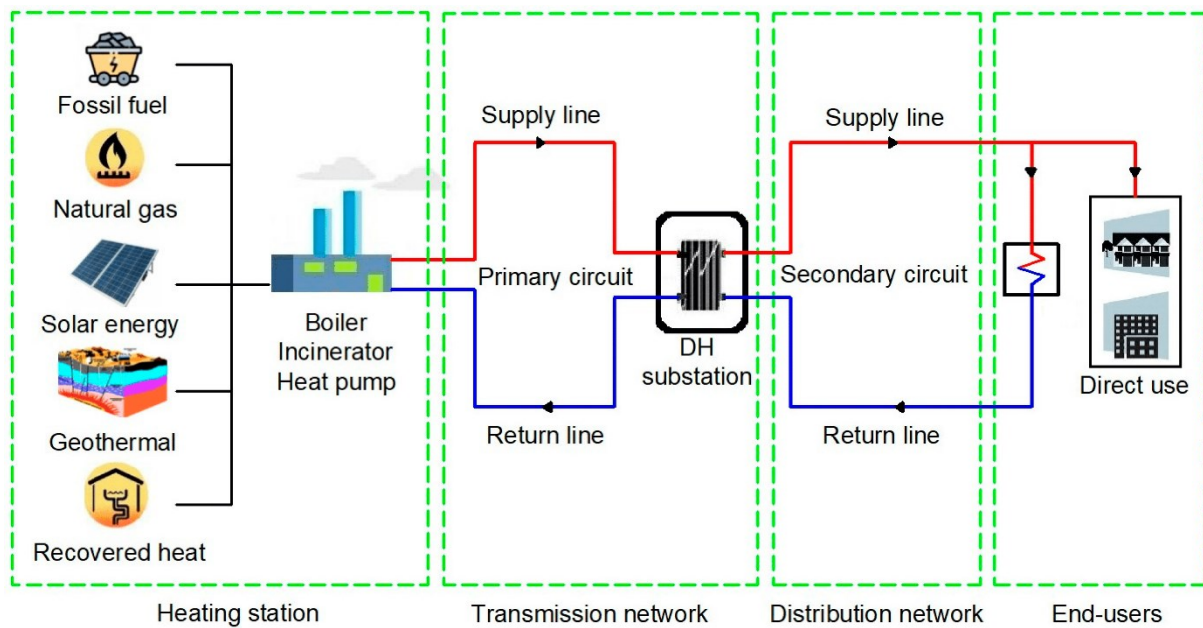 Fossil fuel
Natural gas
Solar energy
Geothermal
Recovered heat
Boiler
Incinerator
Heat pump
Supply line
Primary circuit
Return line
DH
substation
Supply line
Secondary circuit
Return line
Direct use
Heating station
Transmission network
Distribution network
End-users